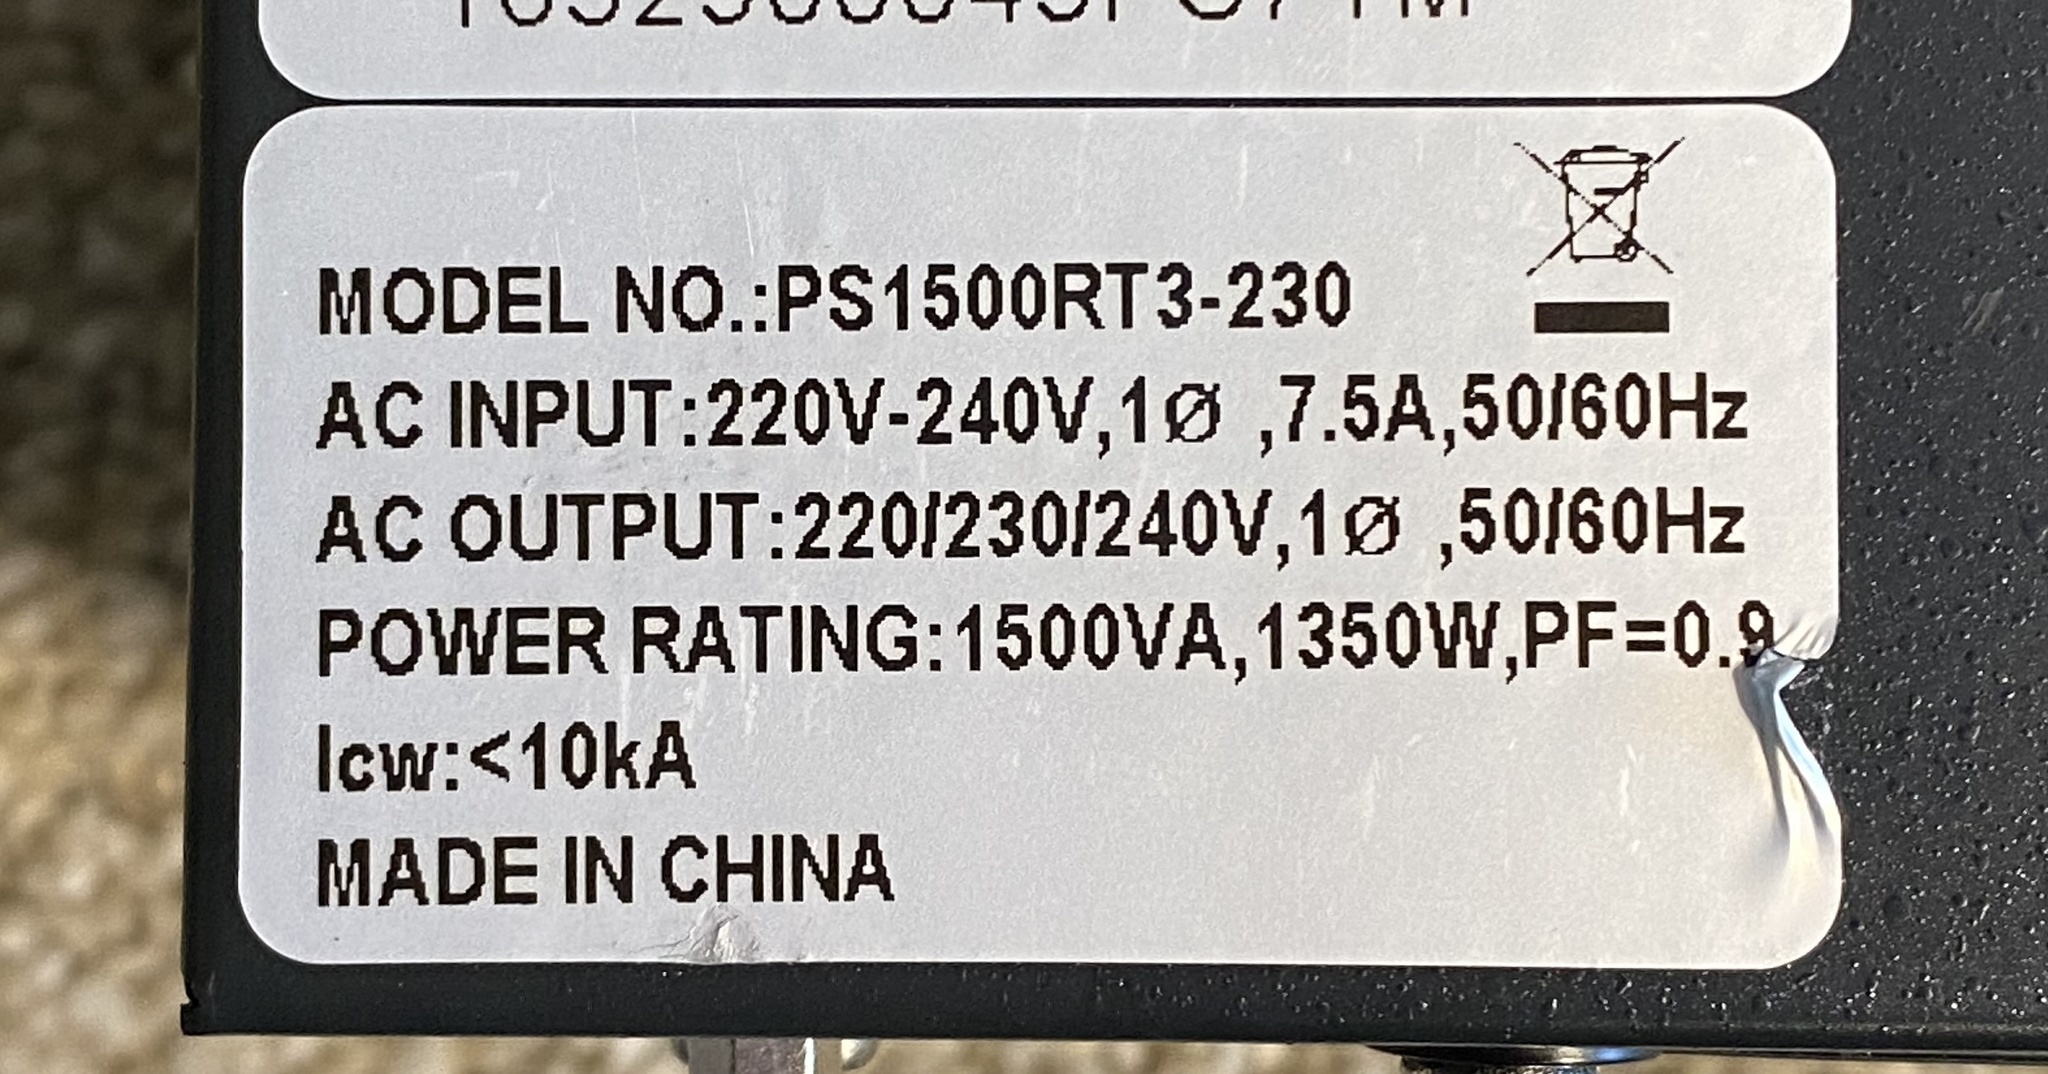 MODEL NO.:PS1500RT3-230
AC INPUT:220V-240V,1Ø ,7.5A,50/60Hz
AC OUTPUT:220/230/240V,1Ø ,50/60Hz
POWER RATING:1500VA,1350W,PF=0.9
Icw:<10kA
MADE IN CHINA